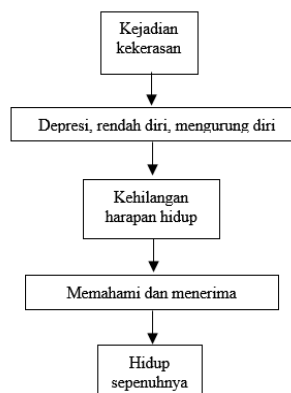 Kejadian
kekerasan
Depresi, rendah diri, mengurung diri
Kehilangan
harapan hidup
Memahami dan menerima
Hidup
sepenuhnya